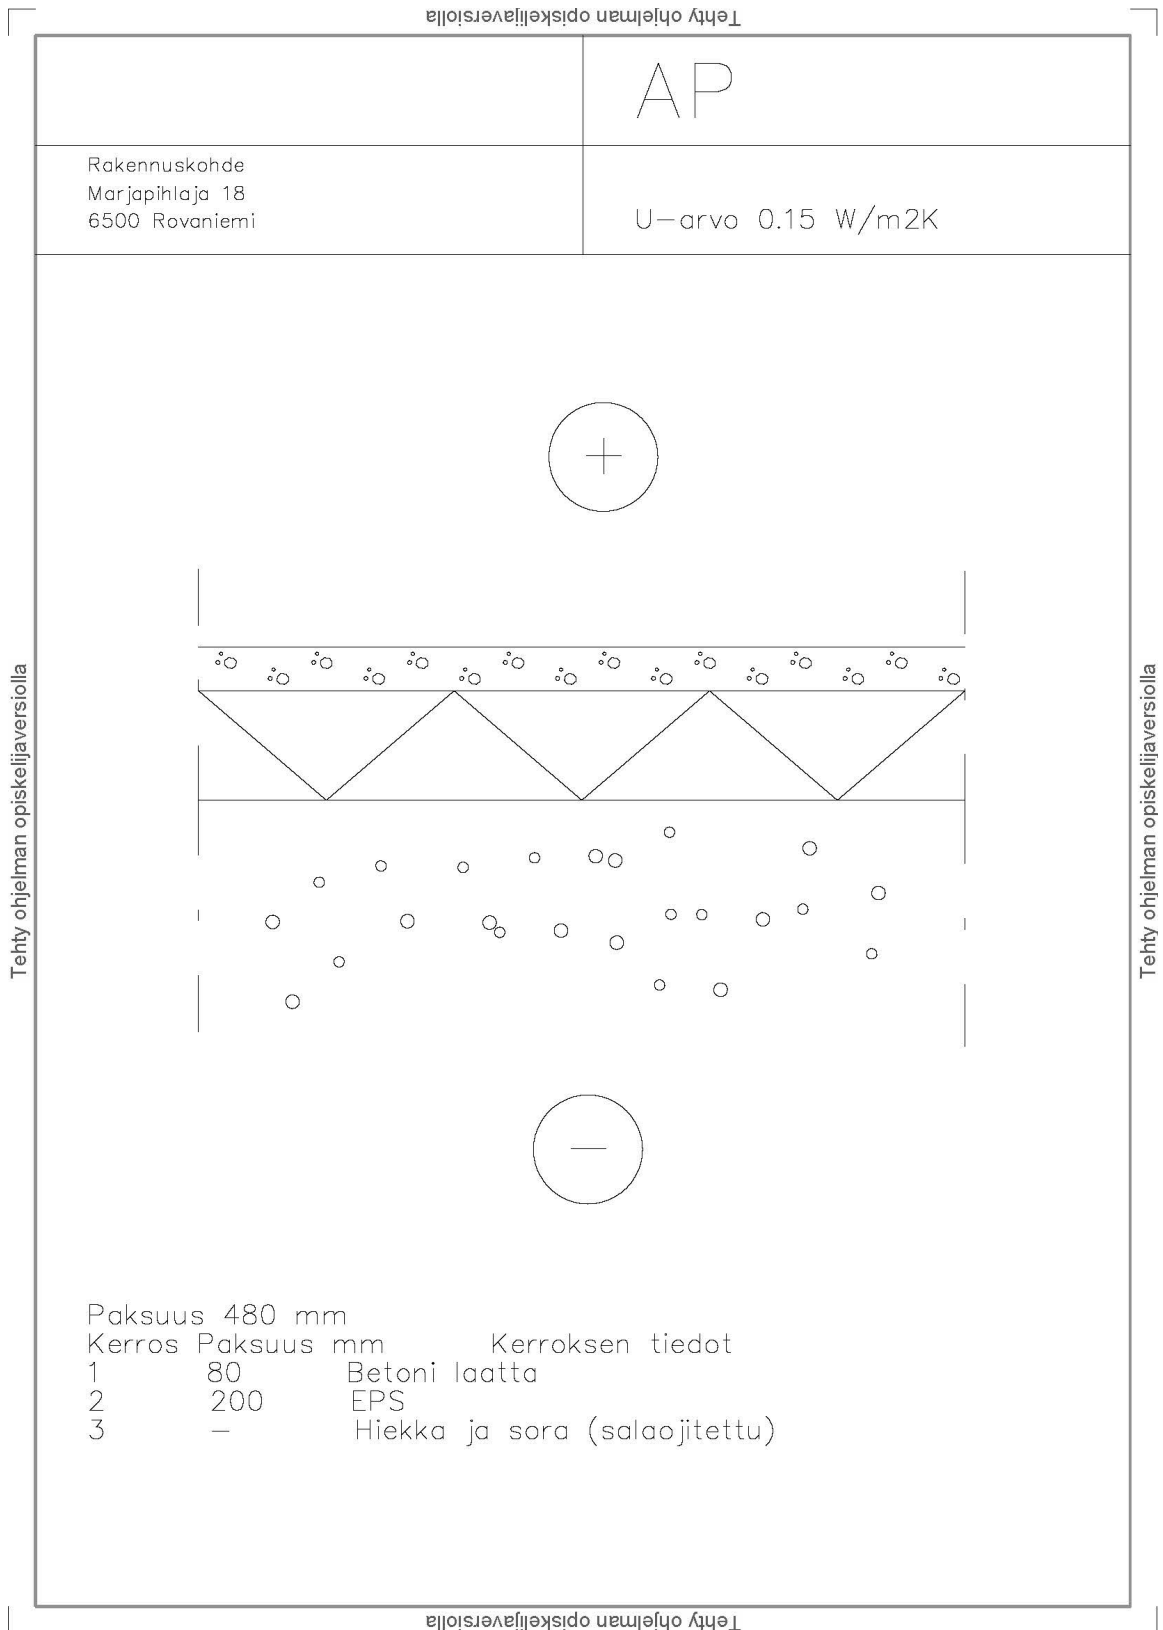 Tehty ohjelman opiskelijaversiolla
AP
Rakennuskohde
Marjapihlaja 18
6500 Rovaniemi
U-arvo 0.15 W/m2K
+
Tehty ohjelman opiskelijaversiolla
Tehty ohjelman opiskelijaversiolla
-
Paksuus 480 mm
Kerros Paksuus mm Kerroksen tiedot
1 80 Betoni laatta
2 200 EPS
3 - Hiekka ja sora (salaojitettu)
Tehty ohjelman opiskelijaversiolla